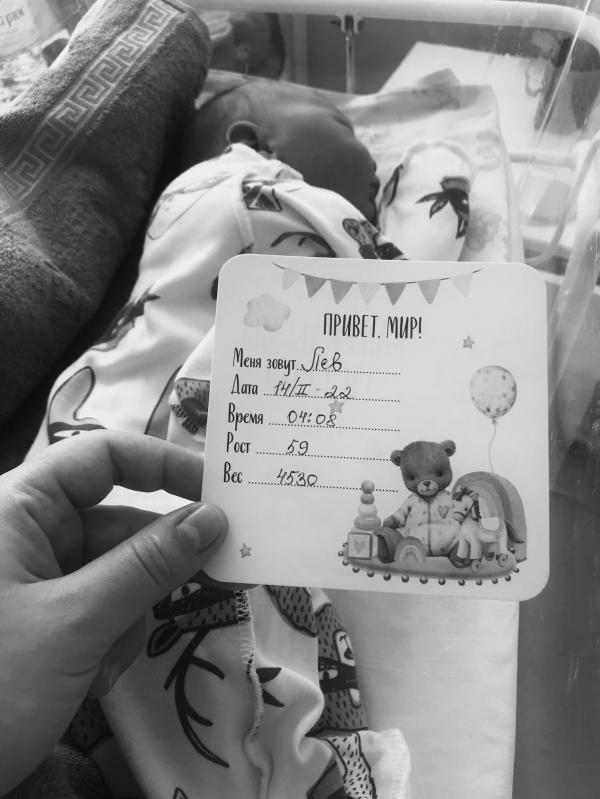 ПРИВЕТ, МИР!
Меня зовут Лев
Дата 14/II - 22
Время 04:08
Рост 59
Вес 4530